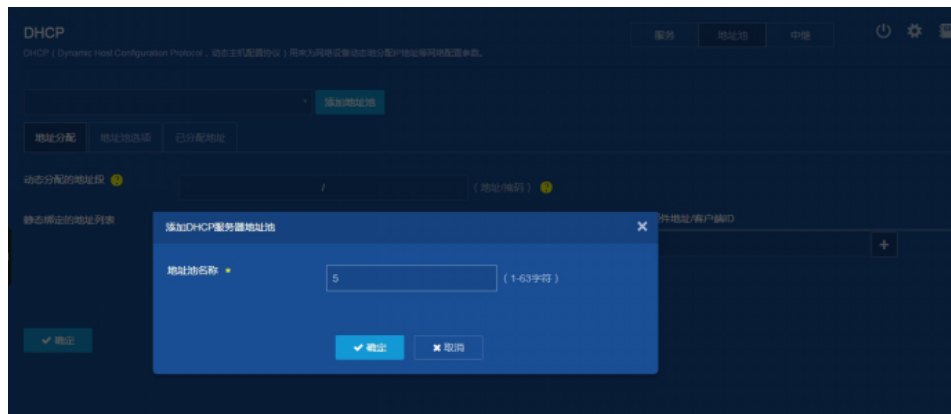 DHCP
DHCP ( Dynamic Host Configuration Protocol , 动态主机配置协议 ) 用来为网络设备动态地分配IP地址等网络配置参数。
服务 地址池 中继
添加地址池
地址分配 地址池选项 已分配地址
动态分配的地址段 ? / ( 地址/掩码 ) ?
静态绑定的地址列表
件地址/客户端ID
添加DHCP服务器地址池
地址池名称 *
5
( 1-63字符 )
确定 取消
确定